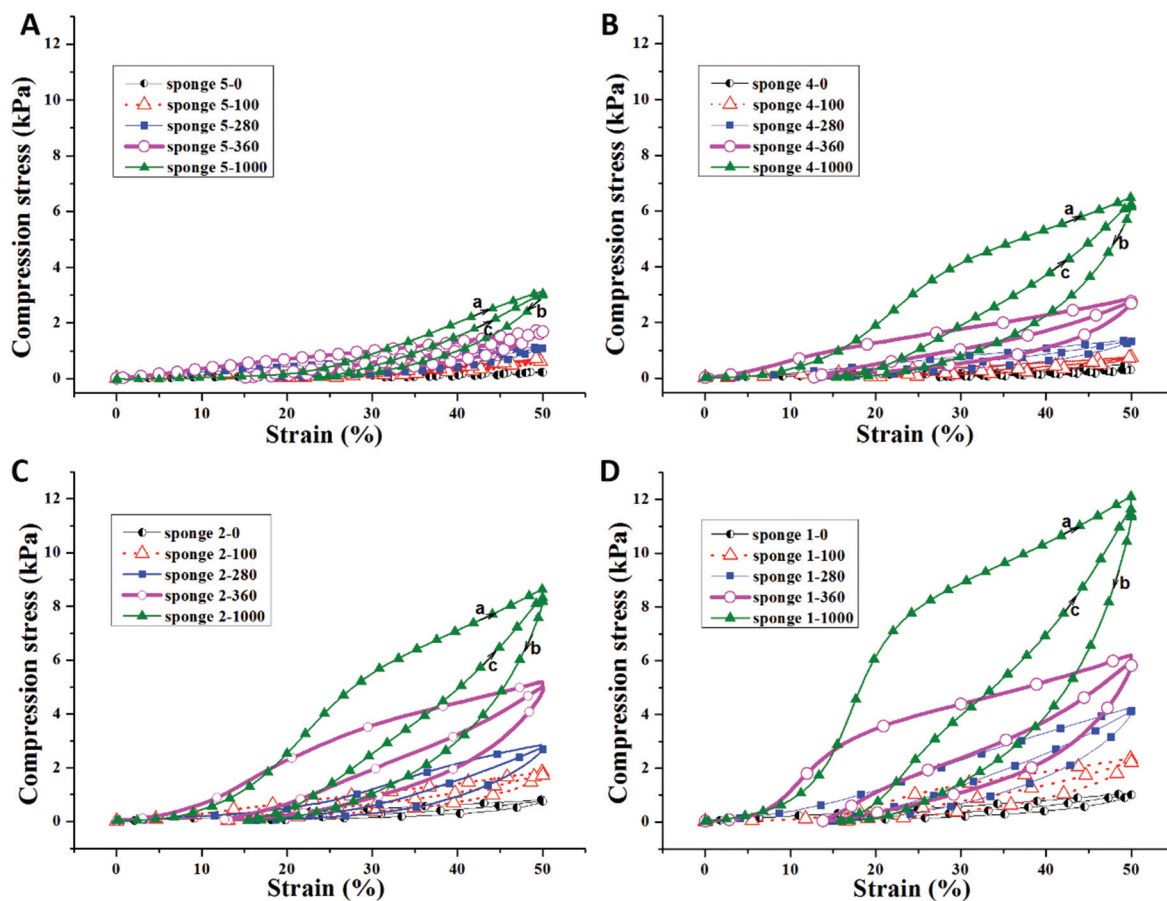 A
Compression stress (kPa)
12
10
8
6
4
2
0
sponge 5-0
sponge 5-100
sponge 5-280
sponge 5-360
sponge 5-1000
a
b
c
0 10 20 30 40 50
Strain (%)
B
Compression stress (kPa)
12
10
8
6
4
2
0
sponge 4-0
sponge 4-100
sponge 4-280
sponge 4-360
sponge 4-1000
a
b
c
0 10 20 30 40 50
Strain (%)
C
Compression stress (kPa)
12
10
8
6
4
2
0
sponge 2-0
sponge 2-100
sponge 2-280
sponge 2-360
sponge 2-1000
a
b
c
0 10 20 30 40 50
Strain (%)
D
Compression stress (kPa)
12
10
8
6
4
2
0
sponge 1-0
sponge 1-100
sponge 1-280
sponge 1-360
sponge 1-1000
a
b
c
0 10 20 30 40 50
Strain (%)